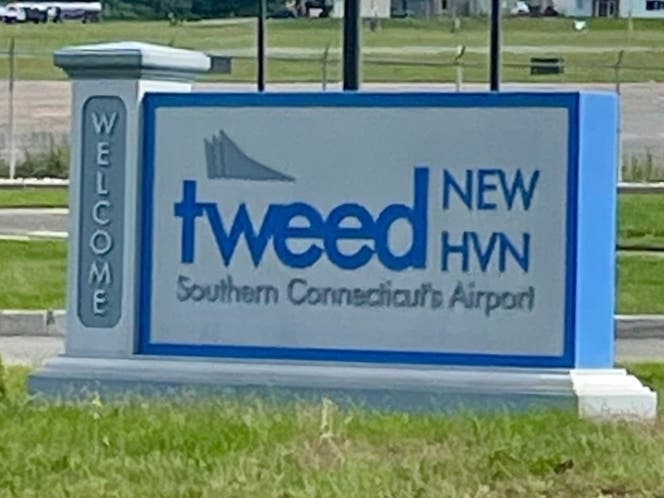 WELCOME
tweed NEW HVN
Southern Connecticut's Airport